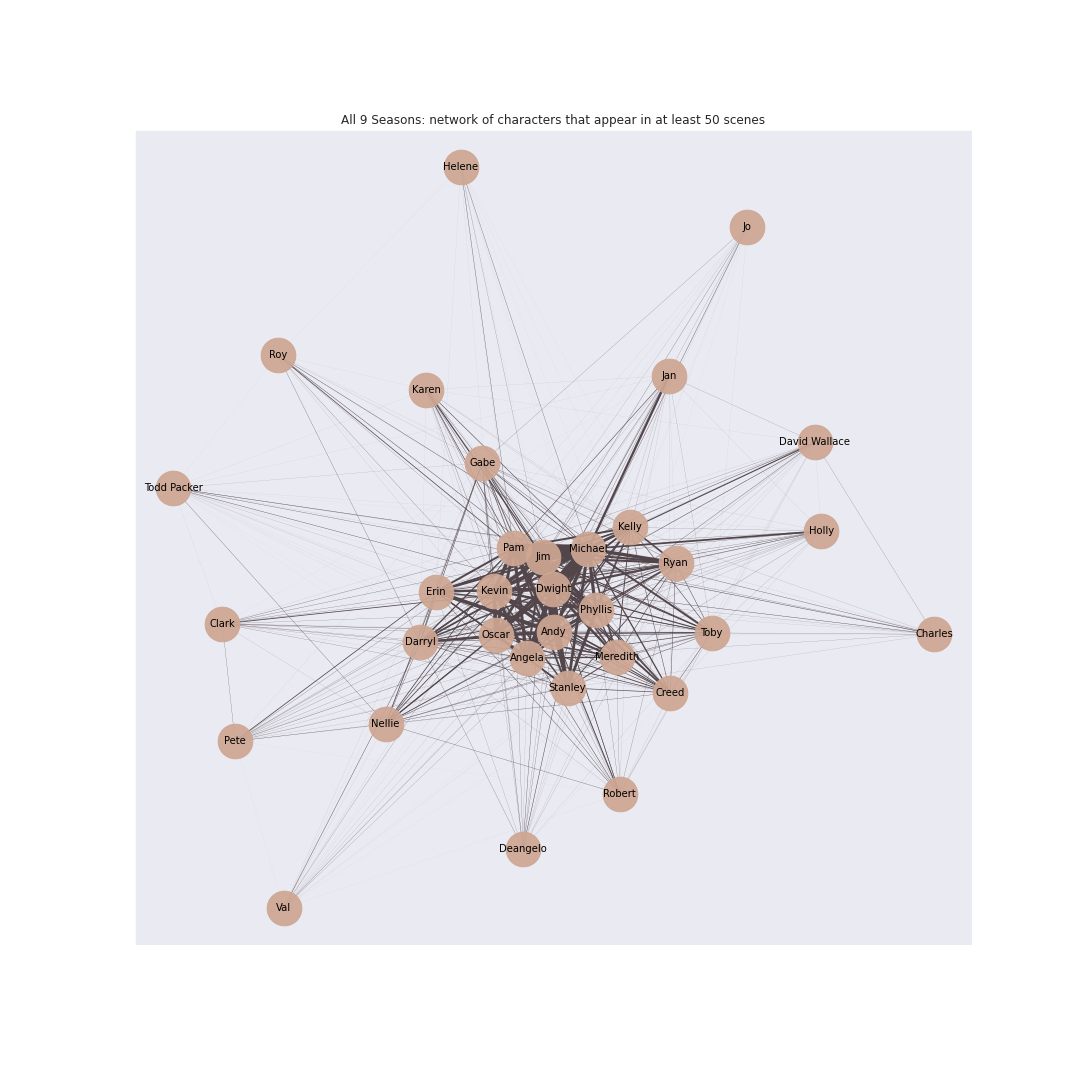 All 9 Seasons: network of characters that appear in at least 50 scenes
Helene
Jo
Roy
Jan
Karen
David Wallace
Gabe
Todd Packer
Kelly
Holly
Pam
Michael
Jim
Ryan
Dwight
Kevin
Erin
Phyllis
Clark
Andy
Toby
Charles
Oscar
Darryl
Meredith
Angela
Stanley
Creed
Nellie
Pete
Robert
Deangelo
Val